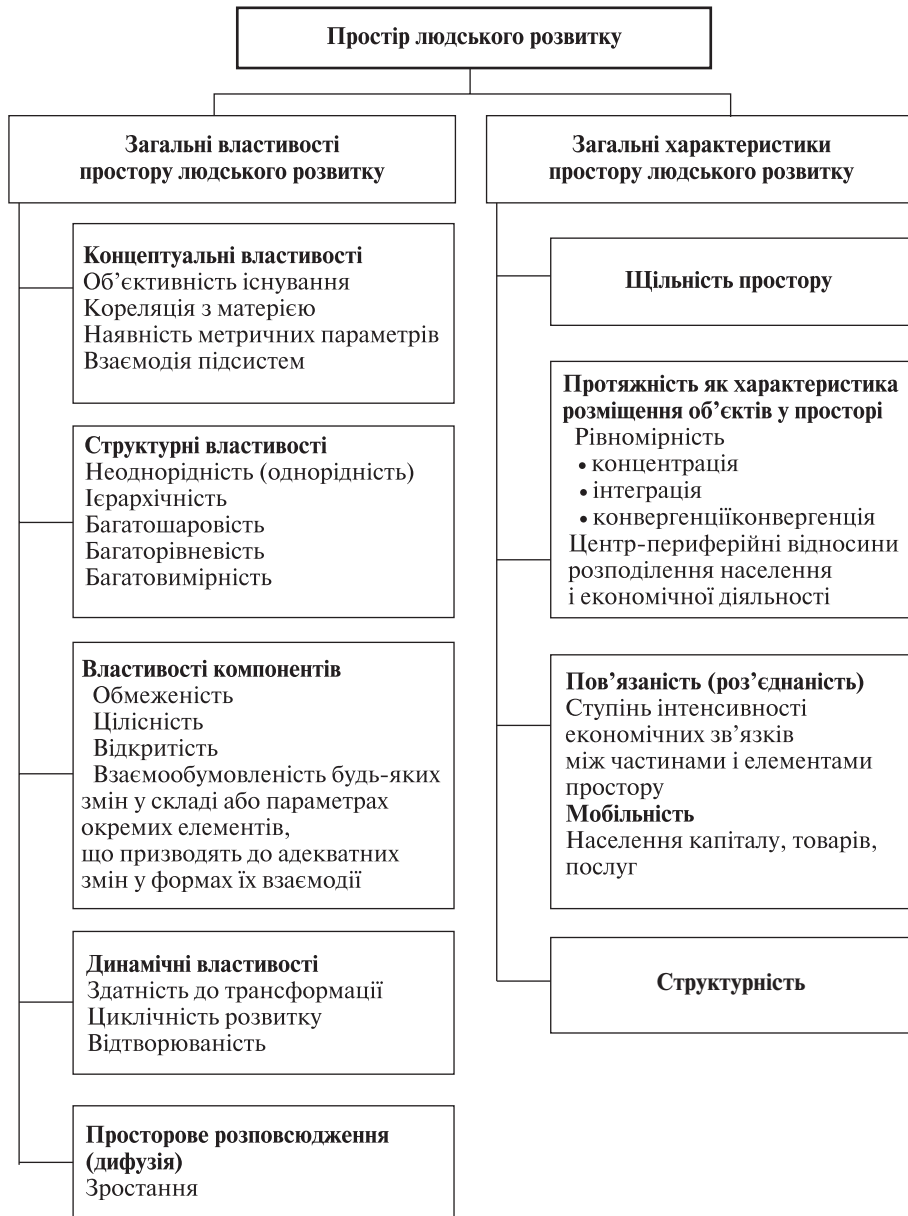 Простір людського розвитку
Загальні властивості
простору людського розвитку
Концептуальні властивості
Об’єктивність існування
Кореляція з матерією
Наявність метричних параметрів
Взаємодія підсистем
Структурні властивості
Неоднорідність (однорідність)
Ієрархічність
Багатошаровість
Багаторівневість
Багатовимірність
Властивості компонентів
Обмеженість
Цілісність
Відкритість
Взаємообумовленість будь-яких
змін у складі або параметрах
окремих елементів,
що призводять до адекватних
змін у формах їх взаємодії
Динамічні властивості
Здатність до трансформації
Циклічність розвитку
Відтворюваність
Просторове розповсюдження
(дифузія)
Зростання
Загальні характеристики
простору людського розвитку
Щільність простору
Протяжність як характеристика
розміщення об’єктів у просторі
Рівномірність
• концентрація
• інтеграція
• конвергенціїконвергенція
Центр-периферійні відносини
розподілення населення
і економічної діяльності
Пов’язаність (роз’єднаність)
Ступінь інтенсивності
економічних зв’язків
між частинами і елементами
простору
Мобільність
Населення капіталу, товарів,
послуг
Структурність